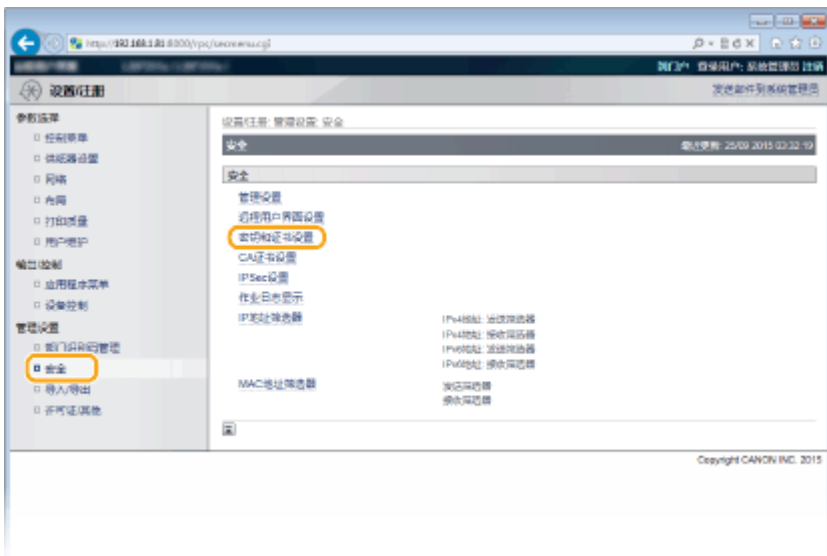 http://192.168.1.81:8000/rps/csecmenu.cgi
到门户 登录用户: 系统管理员 注销
设置/注册 发送邮件到系统管理员
参数选择
控制菜单
供纸器设置
网络
布局
打印质量
用户维护
输出/控制
应用程序菜单
设备控制
管理设置
部门识别码管理
安全
导入/导出
许可证/其他
设置/注册: 管理设置: 安全
安全 最近更新: 25/09 2015 03:32:19
安全
管理设置
远程用户界面设置
密钥和证书设置
CA证书设置
IPSec设置
作业日志显示
IP地址筛选器 IPv4地址: 发送筛选器
IPv4地址: 接收筛选器
IPv6地址: 发送筛选器
IPv6地址: 接收筛选器
MAC地址筛选器 发送筛选器
接收筛选器
Copyright CANON INC. 2015